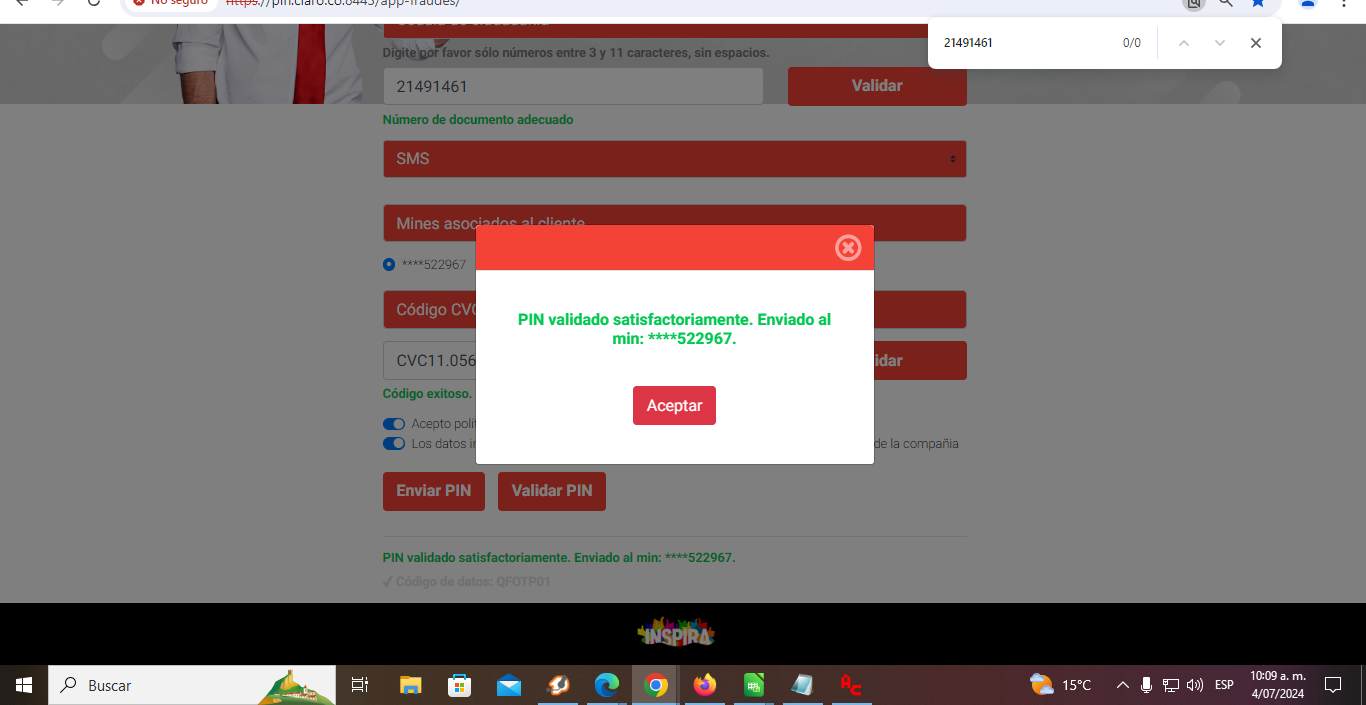 No seguro https://pin.claro.co:8443/app-fraudes/
21491461 0/0
Digite por favor sólo números entre 3 y 11 caracteres, sin espacios.
21491461 Validar
Número de documento adecuado
SMS
Mines asociados al cliente
****522967
Código CVC
CVC11.056 idar
Código exitoso.
PIN validado satisfactoriamente. Enviado al
min: ****522967.
Aceptar
Acepto polít
Los datos in de la compañia
Enviar PIN Validar PIN
PIN validado satisfactoriamente. Enviado al min: ****522967.
✓ Código de datos: QFOTP01
INSPIRA
Buscar 15°C ESP 10:09 a. m.
4/07/2024